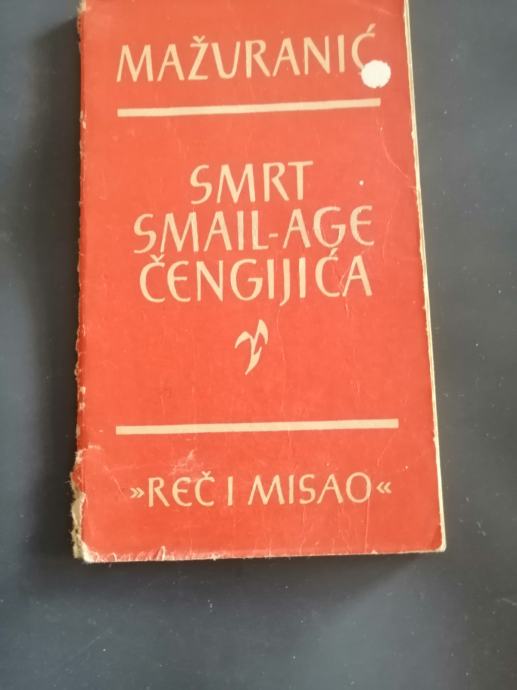 MAŽURANIĆ
SMRT
SMAIL-AGE
ČENGIJIĆA
»REČ I MISAO«